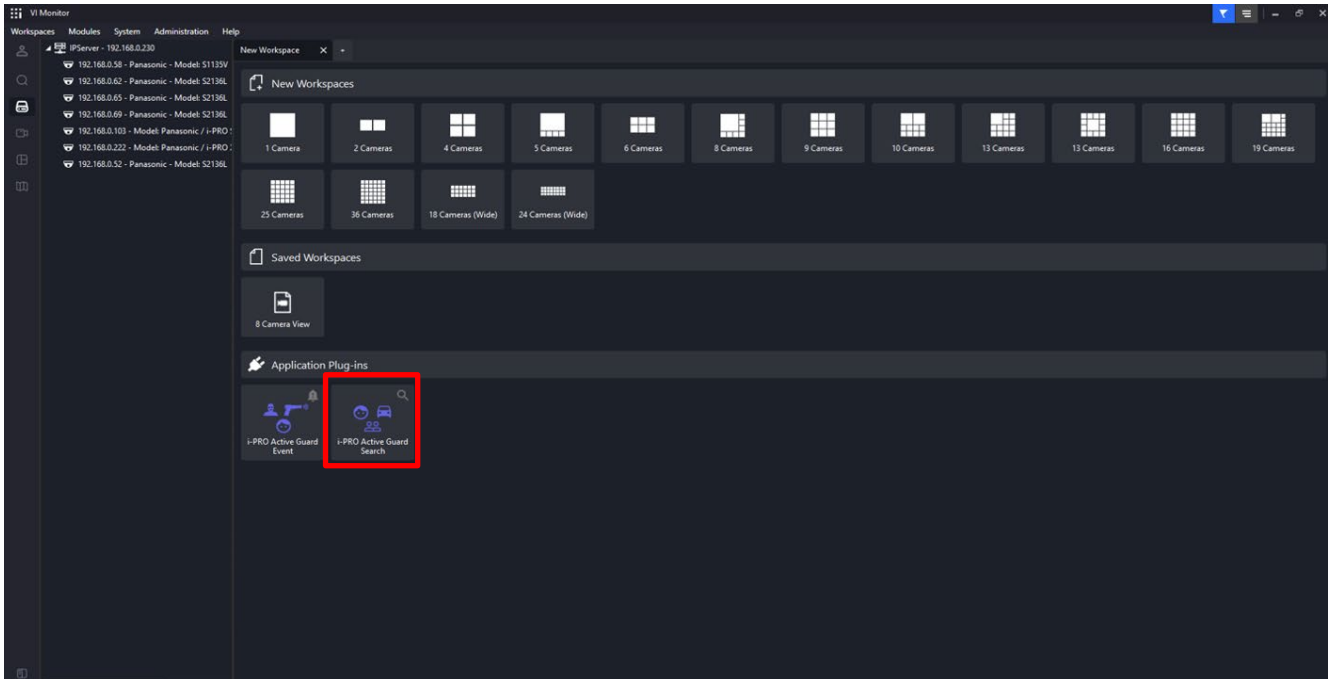 VI Monitor
Workspaces Modules System Administration Help
IPServer - 192.168.0.230
192.168.0.58 - Panasonic - Model: S1135V
192.168.0.62 - Panasonic - Model: S2136L
192.168.0.65 - Panasonic - Model: S2136L
192.168.0.69 - Panasonic - Model: S2136L
192.168.0.103 - Model: Panasonic / i-PRO
192.168.0.222 - Model: Panasonic / i-PRO
192.168.0.52 - Panasonic - Model: S2136L
New Workspace
New Workspaces
1 Camera 2 Cameras 4 Cameras 5 Cameras 6 Cameras 8 Cameras 9 Cameras 10 Cameras 13 Cameras 13 Cameras 16 Cameras 19 Cameras
25 Cameras 36 Cameras 18 Cameras (Wide) 24 Cameras (Wide)
Saved Workspaces
8 Camera View
Application Plug-ins
i-PRO Active Guard
Event
i-PRO Active Guard
Search